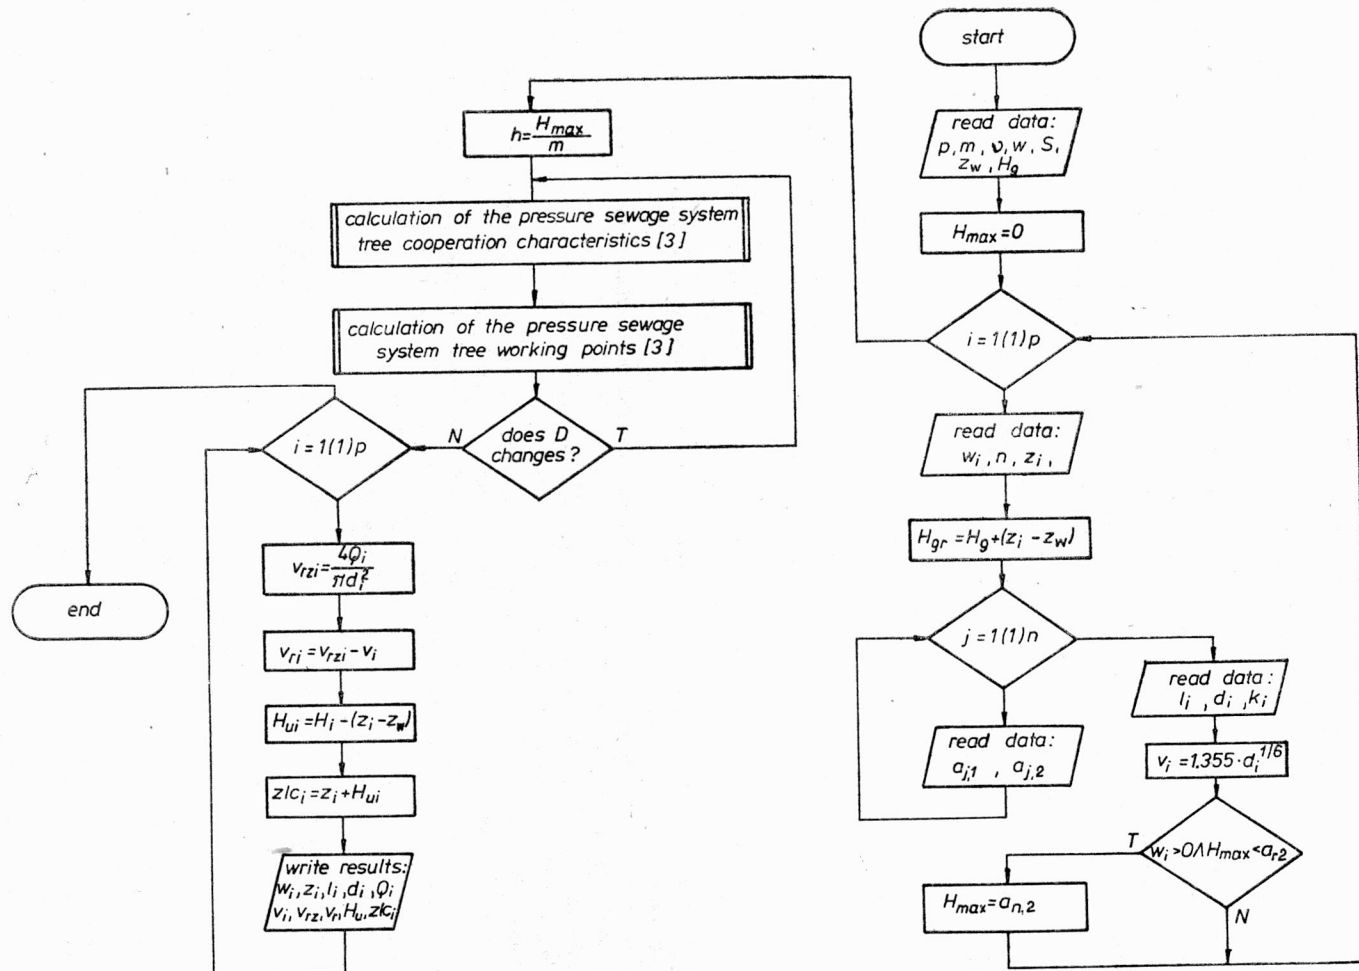 start
read data:
p, m, υ, w, S,
z_w, H_g
H_max=0
i = 1(1)p
read data:
w_i, n, z_i,
H_gr = H_g+(z_i - z_w)
j = 1(1)n
read data:
a_j,1 , a_j,2
read data:
l_i , d_i , k_i
v_i = 1.355 · d_i^1/6
w_i >0ΛH_max<a_r2
T
N
H_max=a_n,2
h=H_max/m
calculation of the pressure sewage system
tree cooperation characteristics [3]
calculation of the pressure sewage
system tree working points [3]
does D
changes?
N
T
i = 1(1)p
v_rzi=4Q_i/πd_i^2
v_ri = v_rzi - v_i
H_ui=H_i -(z_i-z_w)
zlc_i=z_i+H_ui
write results:
w_i, z_i, l_i, d_i, Q_i
v_i, v_rz, v_r, H_u, zlc_i
end